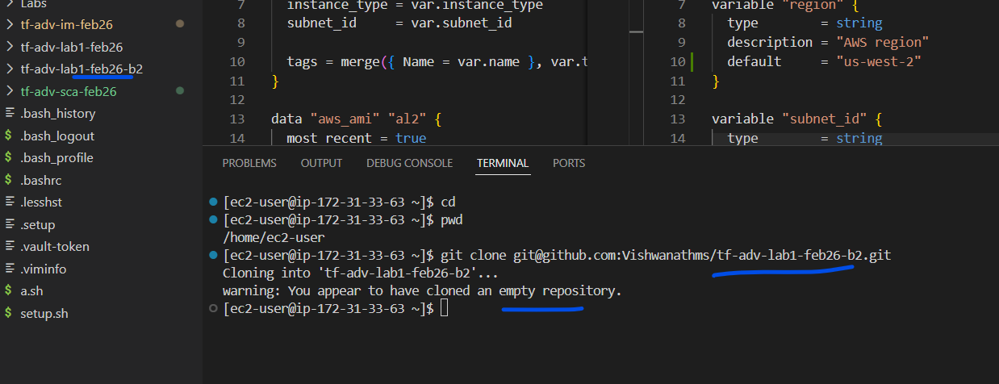 Labs
tf-adv-im-feb26
tf-adv-lab1-feb26
tf-adv-lab1-feb26-b2
tf-adv-sca-feb26
.bash_history
.bash_logout
.bash_profile
.bashrc
.lesshst
.setup
.vault-token
.viminfo
a.sh
setup.sh
7 instance_type = var.instance_type
8 subnet_id     = var.subnet_id
9
10 tags = merge({ Name = var.name }, var.t
11 }
12
13 data "aws_ami" "al2" {
14 most_recent = true
7 variable "region" {
8 type        = string
9 description = "AWS region"
10 default     = "us-west-2"
11 }
12
13 variable "subnet_id" {
14 type        = string
PROBLEMS OUTPUT DEBUG CONSOLE TERMINAL PORTS
[ec2-user@ip-172-31-33-63 ~]$ cd
[ec2-user@ip-172-31-33-63 ~]$ pwd
/home/ec2-user
[ec2-user@ip-172-31-33-63 ~]$ git clone git@github.com:Vishwanathms/tf-adv-lab1-feb26-b2.git
Cloning into 'tf-adv-lab1-feb26-b2'...
warning: You appear to have cloned an empty repository.
[ec2-user@ip-172-31-33-63 ~]$